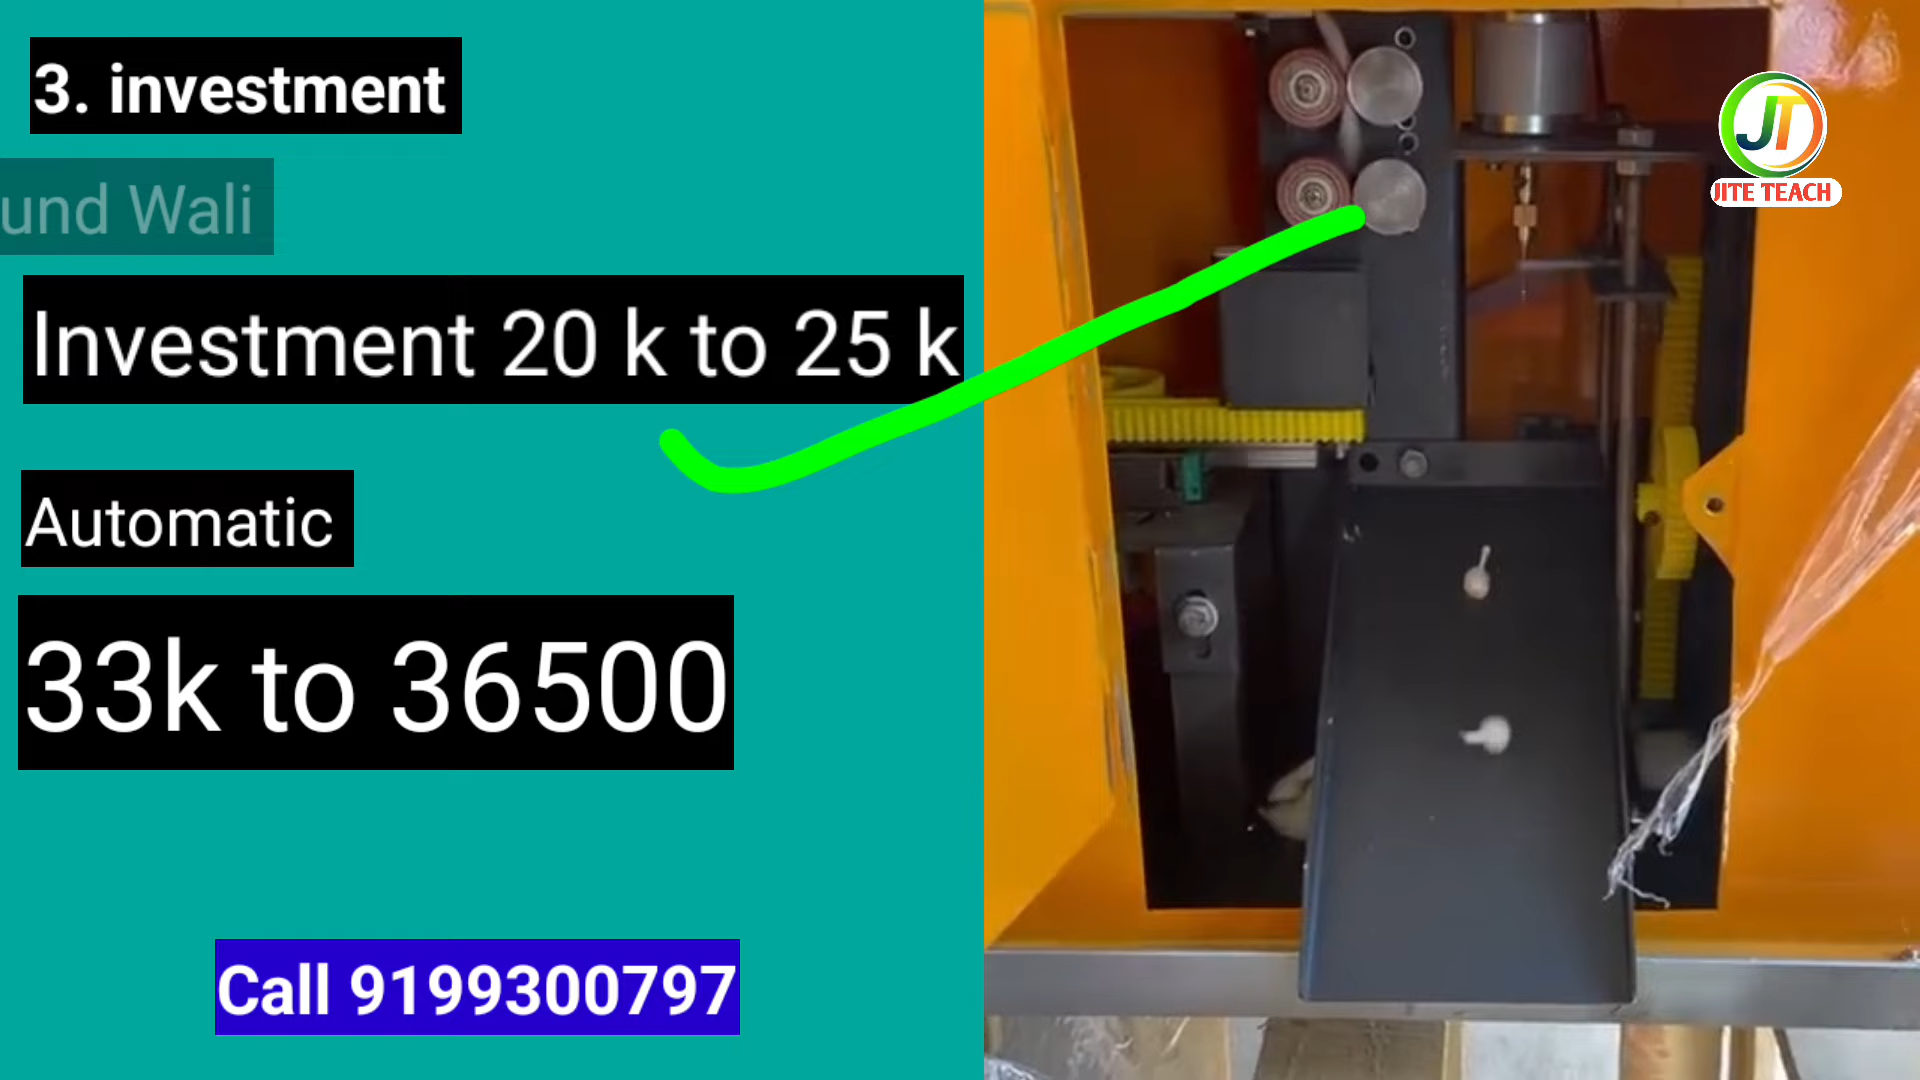 3. investment
und Wali
Investment 20 k to 25 k
Automatic
33k to 36500
Call 9199300797
JT
JITE TEACH